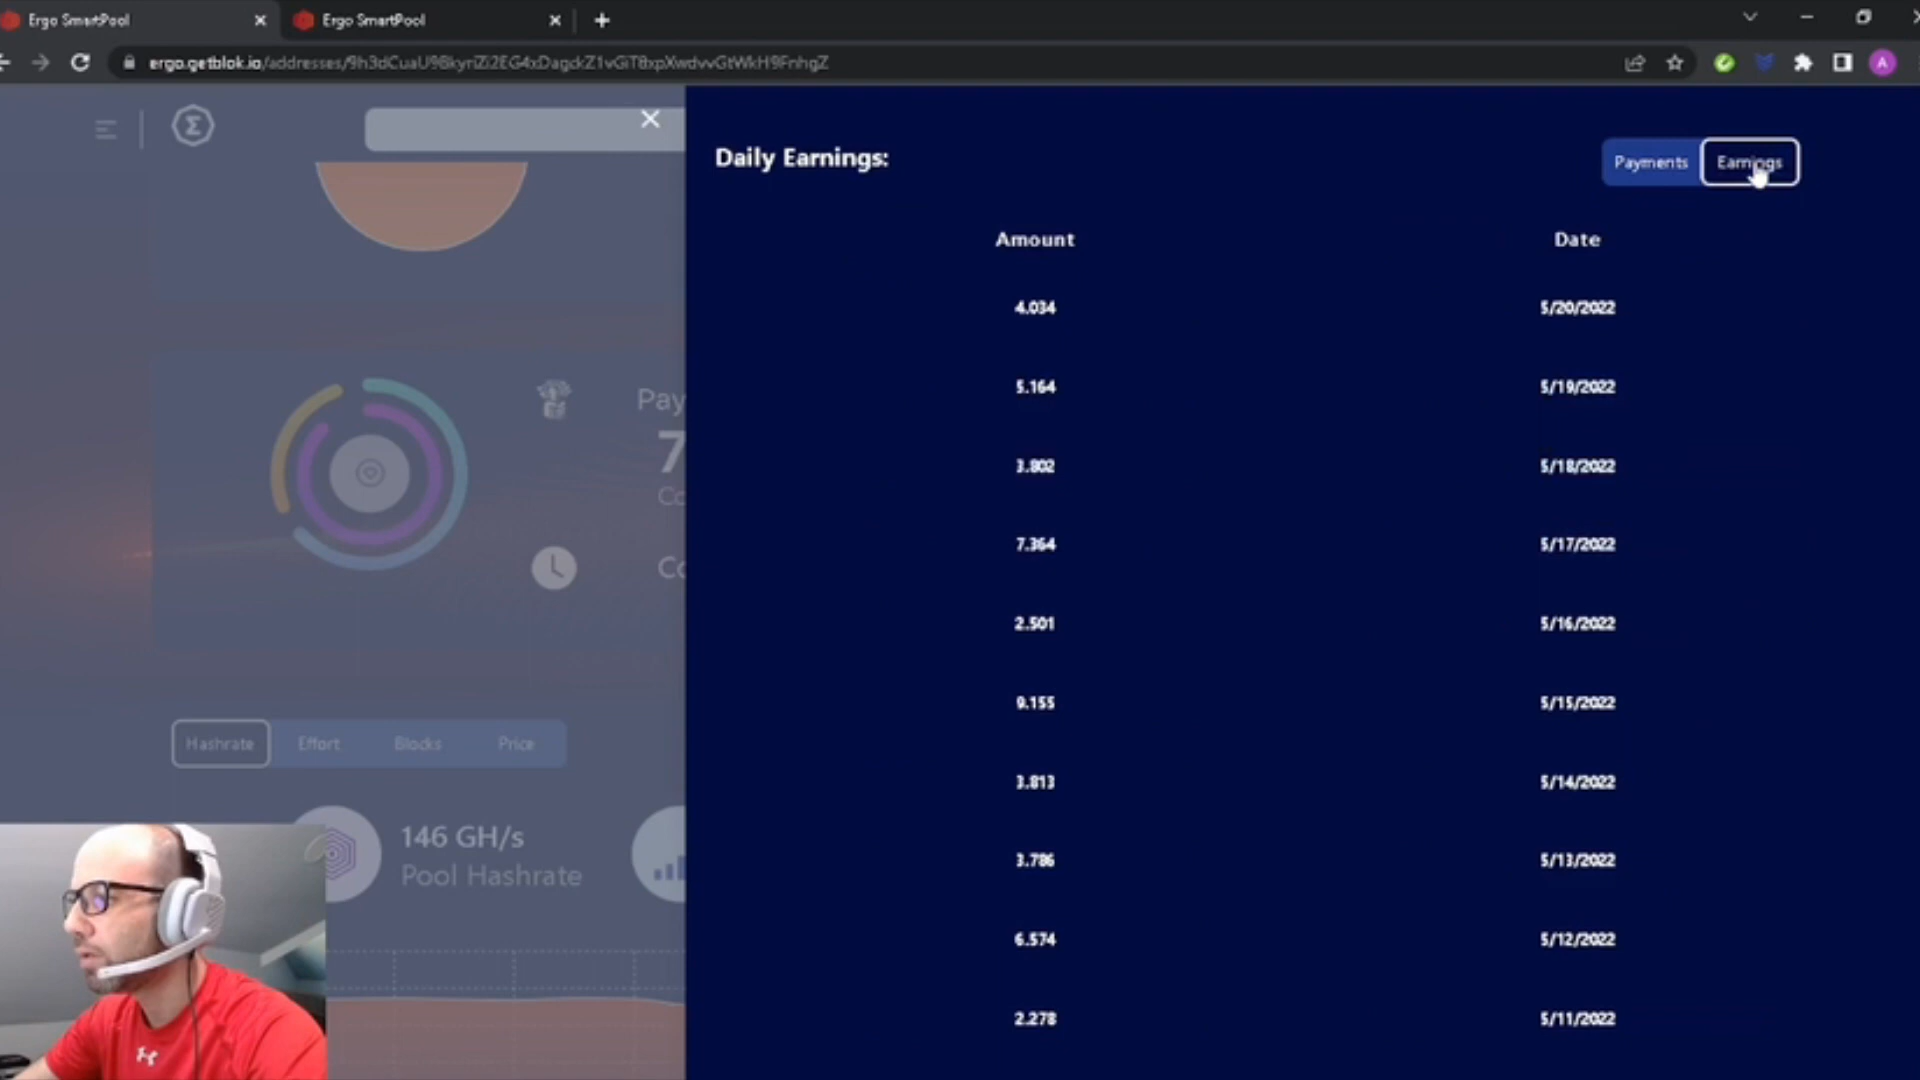 Ergo SmartPool
Ergo SmartPool
ergo.getblok.io/addresses/
A
Daily Earnings:
Payments
Earnings
Amount Date
4.034 5/20/2022
5.164 5/19/2022
3.802 5/18/2022
7.364 5/17/2022
2.501 5/16/2022
9.155 5/15/2022
3.813 5/14/2022
3.786 5/13/2022
6.574 5/12/2022
2.278 5/11/2022
Σ
Pay
7
Co
Co
Hashrate Effort Blocks Price
146 GH/s
Pool Hashrate